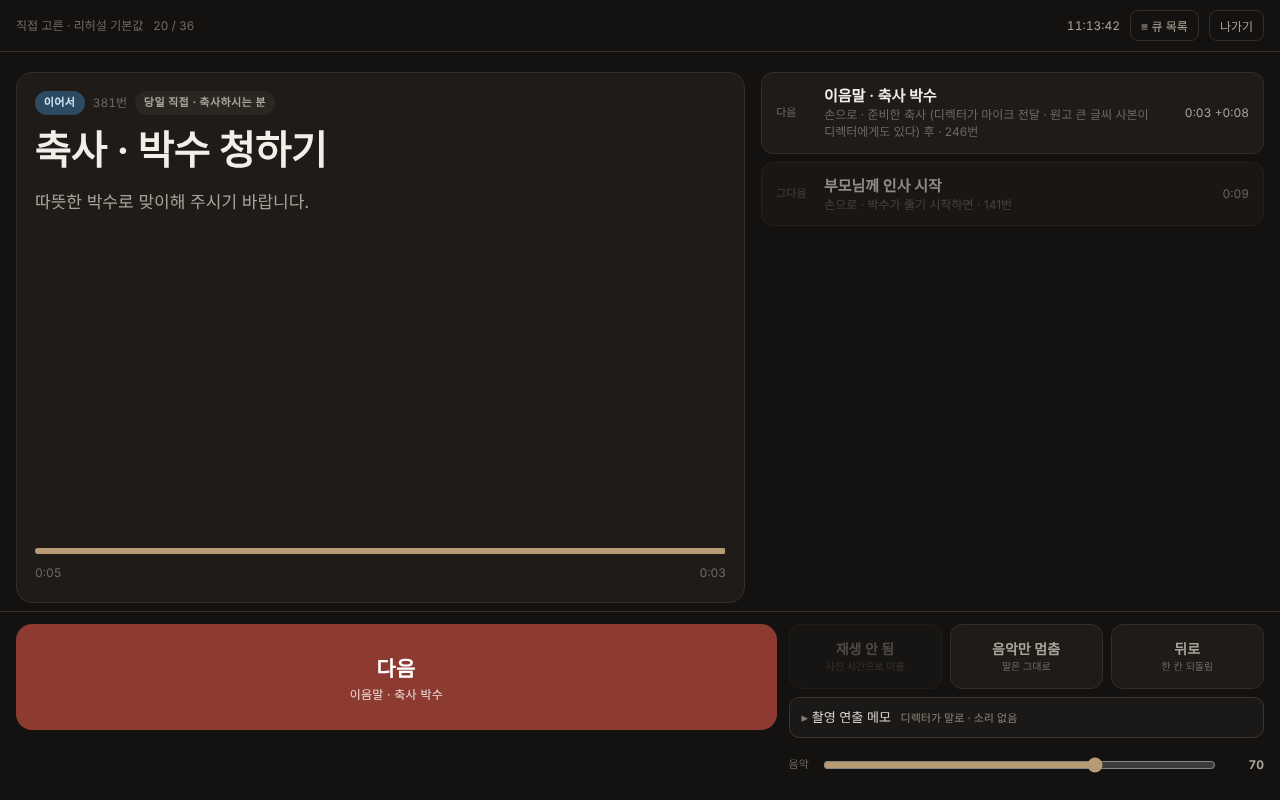 직접 고른 · 리허설 기본값 20 / 36
11:13:42
≡ 큐 목록
나가기
이어서 381번 당일 직접 · 축사하시는 분
축사 · 박수 청하기
따뜻한 박수로 맞이해 주시기 바랍니다.
0:05
0:03
다음
이음말 · 축사 박수
손으로 · 준비한 축사 (디렉터가 마이크 전달 · 원고 큰 글씨 사본이
디렉터에게도 있다) 후 · 246번
0:03 +0:08
그다음
부모님께 인사 시작
손으로 · 박수가 줄기 시작하면 · 141번
0:09
다음
이음말 · 축사 박수
재생 안 됨
사진 시간으로 이동
음악만 멈춤
말은 그대로
뒤로
한 칸 되돌림
▸ 촬영 연출 메모 디렉터가 말로 · 소리 없음
음악
70